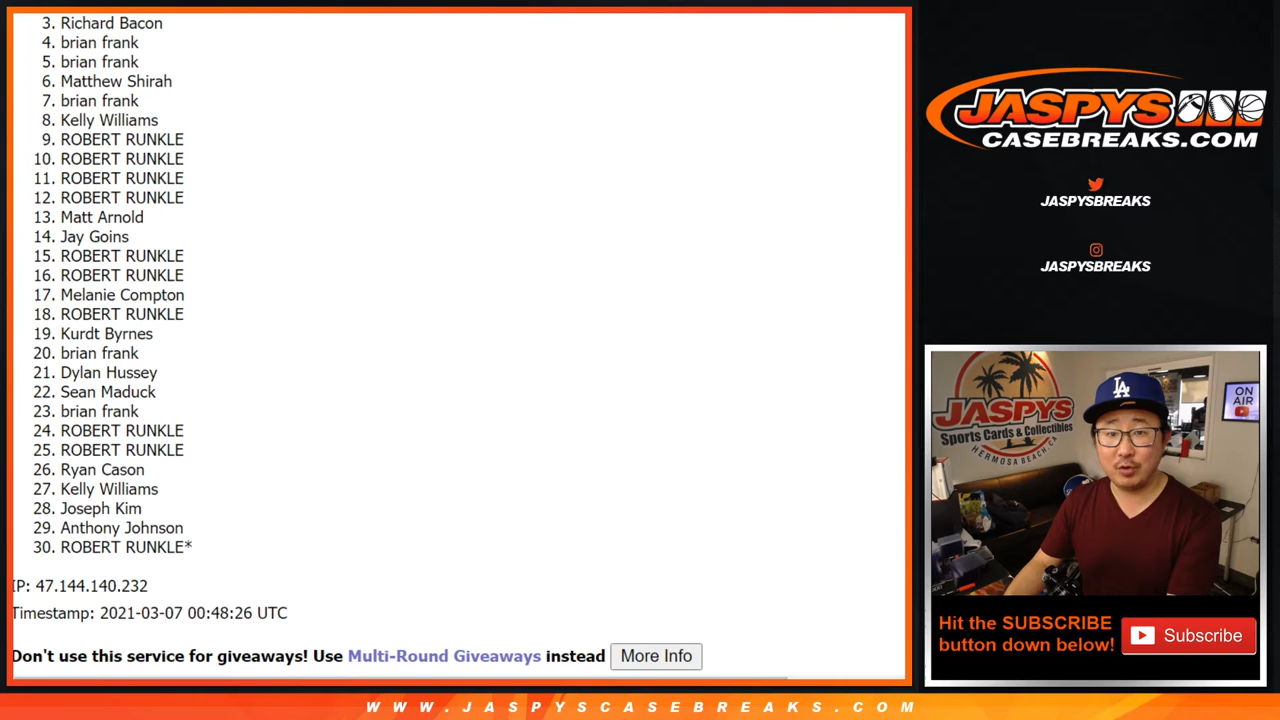 3. Richard Bacon
4. brian frank
5. brian frank
6. Matthew Shirah
7. brian frank
8. Kelly Williams
9. ROBERT RUNKLE
10. ROBERT RUNKLE
11. ROBERT RUNKLE
12. ROBERT RUNKLE
13. Matt Arnold
14. Jay Goins
15. ROBERT RUNKLE
16. ROBERT RUNKLE
17. Melanie Compton
18. ROBERT RUNKLE
19. Kurdt Byrnes
20. brian frank
21. Dylan Hussey
22. Sean Maduck
23. brian frank
24. ROBERT RUNKLE
25. ROBERT RUNKLE
26. Ryan Cason
27. Kelly Williams
28. Joseph Kim
29. Anthony Johnson
30. ROBERT RUNKLE*
IP: 47.144.140.232
Timestamp: 2021-03-07 00:48:26 UTC
Don't use this service for giveaways! Use Multi-Round Giveaways instead More Info
JASPYS
CASEBREAKS.COM
JASPYSBREAKS
JASPYSBREAKS
JASPYS
Sports Cards & Collectibles
HERMOSA BEACH, CA
LA
ON
AIR
Hit the SUBSCRIBE
button down below!
Subscribe
WWW.JASPYSCASEBREAKS.COM